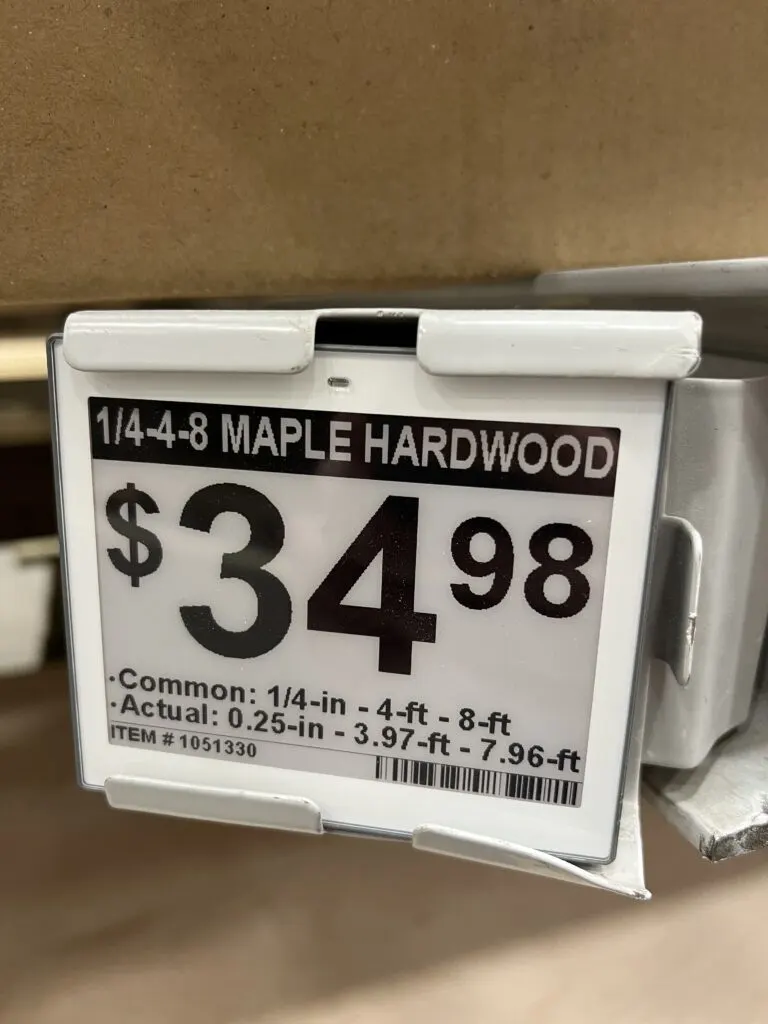 1/4-4-8 MAPLE HARDWOOD
$34 98
·Common: 1/4-in - 4-ft - 8-ft
·Actual: 0.25-in - 3.97-ft - 7.96-ft
ITEM # 1051330